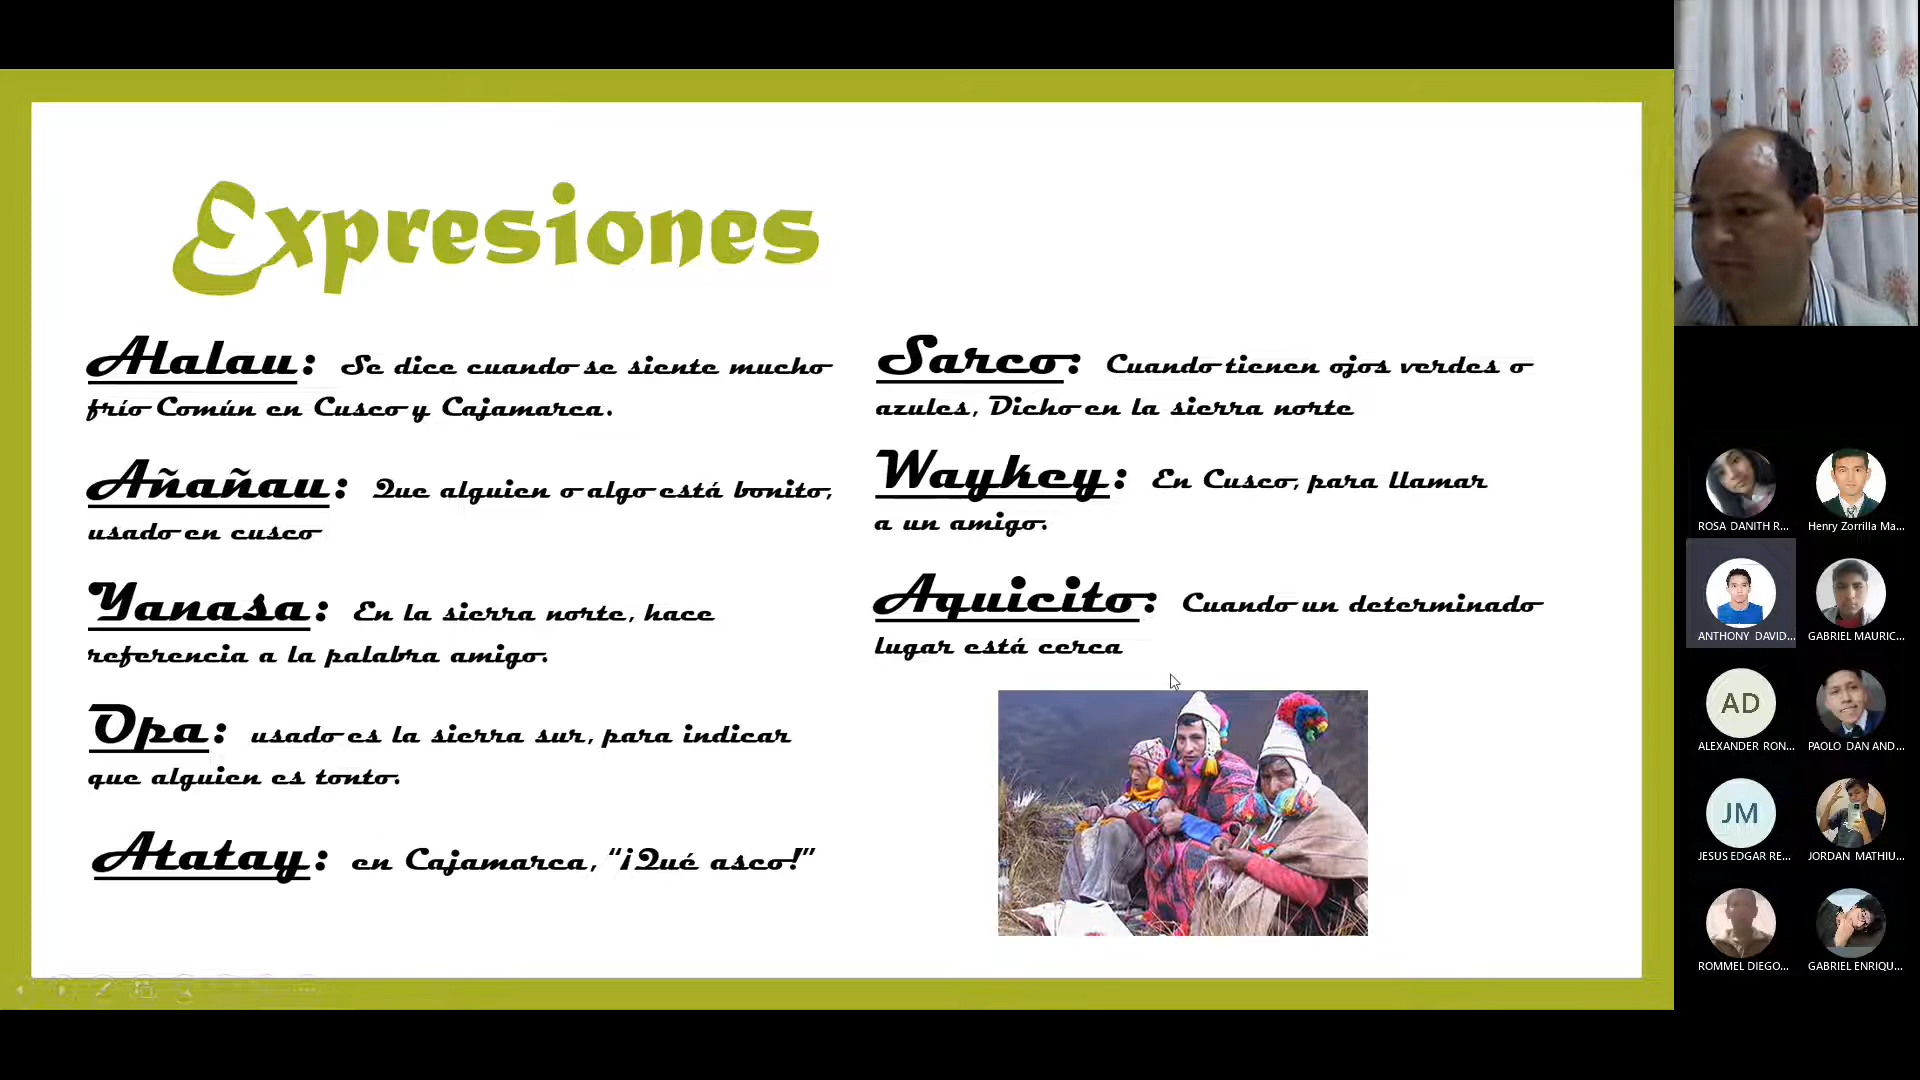 Expresiones
Alalau: Se dice cuando se siente mucho
frío Común en Cusco y Cajamarca.
Añañau: Que alguien o algo está bonito,
usado en cusco
Yanasa: En la sierra norte, hace
referencia a la palabra amigo.
Opa: usado es la sierra sur, para indicar
que alguien es tonto.
Atatay: en Cajamarca, “¡Qué asco!”
Sarco: Cuando tienen ojos verdes o
azules, Dicho en la sierra norte
Waykey: En Cusco, para llamar
a un amigo.
Aquicito: Cuando un determinado
lugar está cerca
ROSA DANITH R...
Henry Zorrilla Ma...
ANTHONY DAVID...
GABRIEL MAURIC...
AD
ALEXANDER RON...
PAOLO DAN AND...
JM
JESUS EDGAR RE...
JORDAN MATHIU...
ROMMEL DIEGO...
GABRIEL ENRIQU...